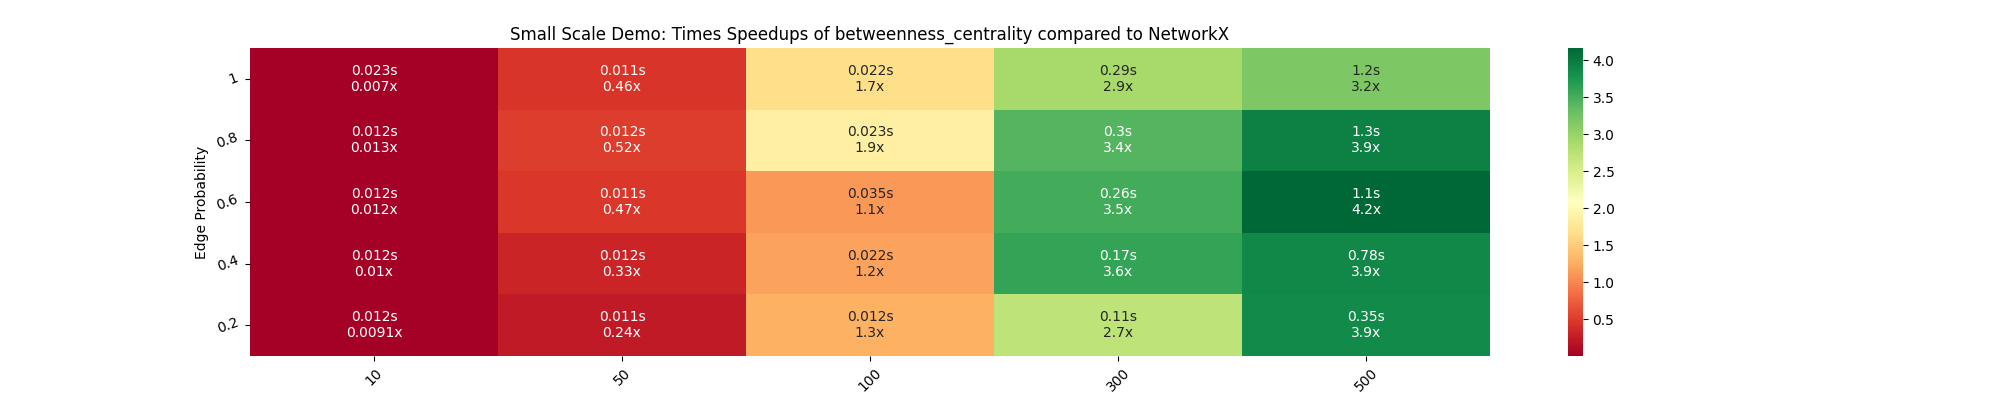 Small Scale Demo: Times Speedups of betweenness_centrality compared to NetworkX
Edge Probability
1
0.023s
0.007x
0.011s
0.46x
0.022s
1.7x
0.29s
2.9x
1.2s
3.2x
0.8
0.012s
0.013x
0.012s
0.52x
0.023s
1.9x
0.3s
3.4x
1.3s
3.9x
0.6
0.012s
0.012x
0.011s
0.47x
0.035s
1.1x
0.26s
3.5x
1.1s
4.2x
0.4
0.012s
0.01x
0.012s
0.33x
0.022s
1.2x
0.17s
3.6x
0.78s
3.9x
0.2
0.012s
0.0091x
0.011s
0.24x
0.012s
1.3x
0.11s
2.7x
0.35s
3.9x
10
50
100
300
500
4.0
3.5
3.0
2.5
2.0
1.5
1.0
0.5